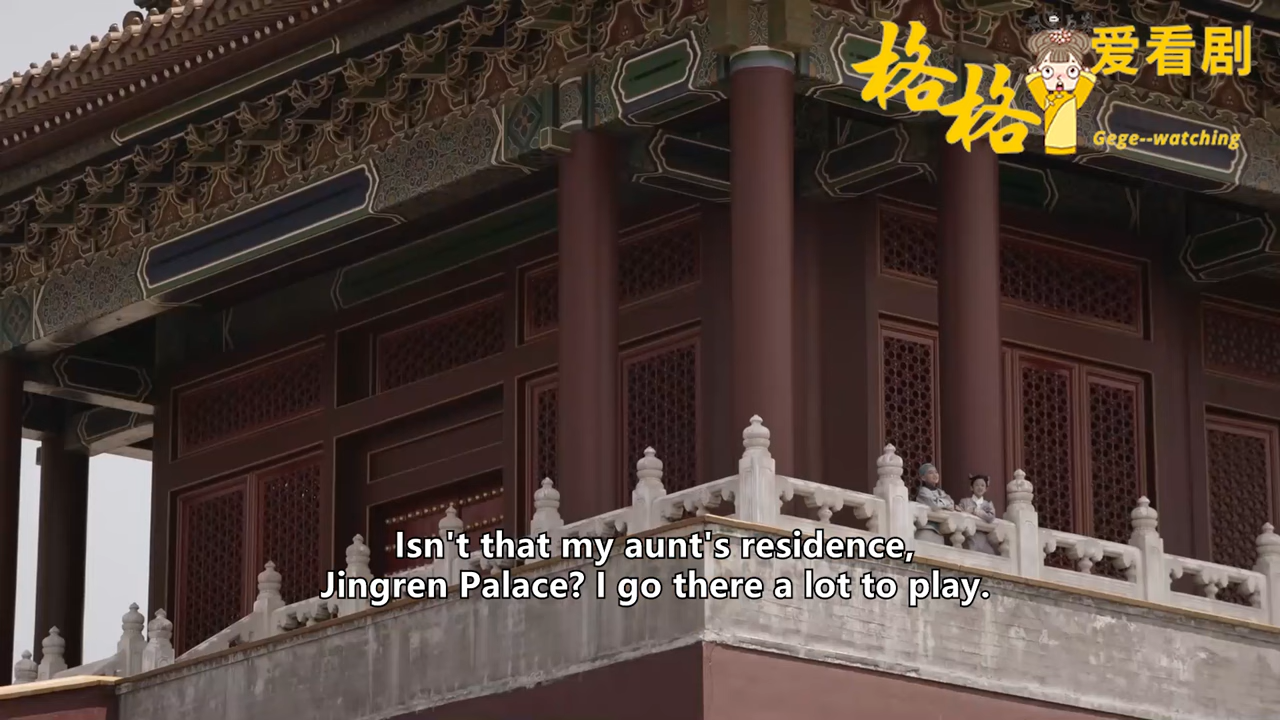 格格爱看剧
Gege--watching
Isn't that my aunt's residence,
Jingren Palace? I go there a lot to play.